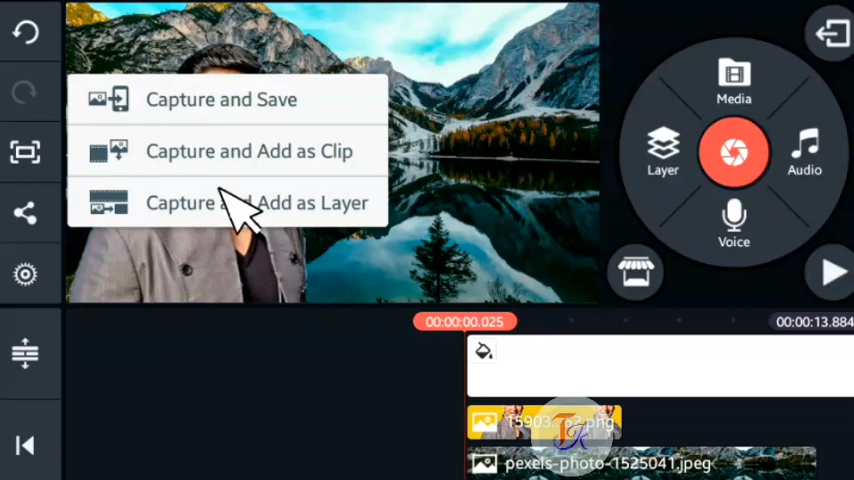 Capture and Save
Capture and Add as Clip
Capture and Add as Layer
Media
Layer
Audio
Voice
00:00:00.025
00:00:13.884
TK
pexels-photo-1525041.jpeg